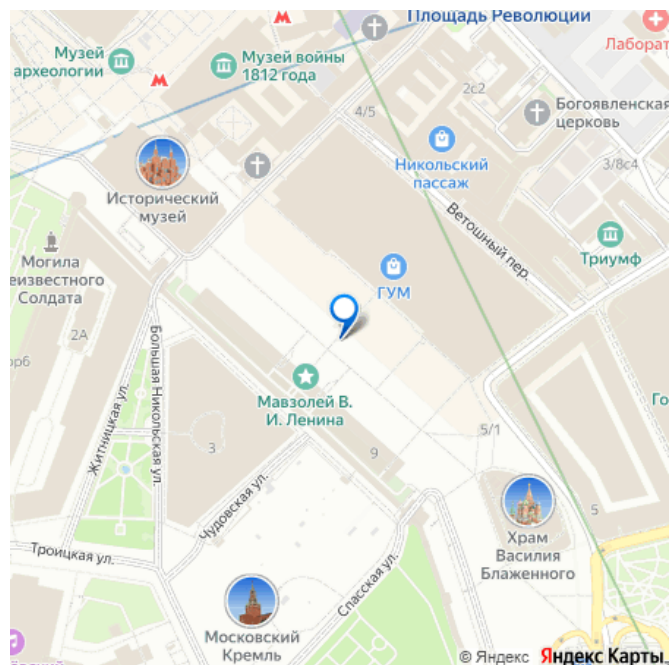 Площадь Революции
Музей
археологии
Музей войны
1812 года
Лаборат
2с2
4/5
Богоявленская
церковь
Никольский
пассаж
3/8с4
Исторический
музей
Ветошный пер.
Могила
еизвестного
Солдата
Триумф
ГУМ
2А
орб
Большая Никольская ул.
Житницкая ул.
Мавзолей В.
И. Ленина
Го
5/1
3
9
Чудовская ул.
5
Храм
Василия
Блаженного
Троицкая ул.
Спасская ул.
Московский
Кремль
© Яндекс Яндекс Карты